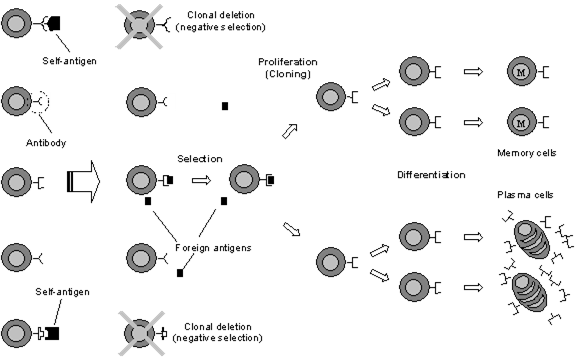 Clonal deletion
(negative selection)
Self-antigen
Proliferation
(Cloning)
M
Antibody
M
Memory cells
Selection
Differentiation
Plasma cells
Foreign antigens
Self-antigen
Clonal deletion
(negative selection)